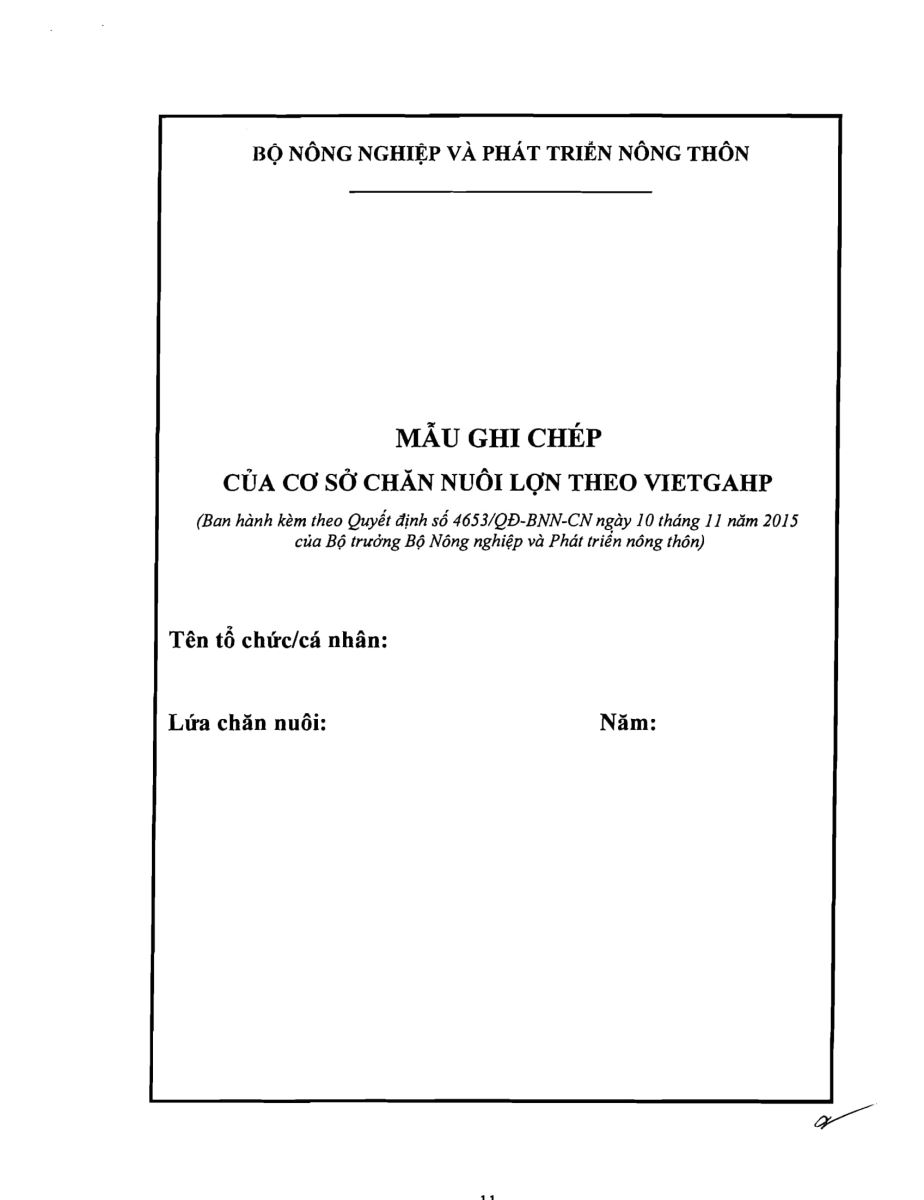 BỘ NÔNG NGHIỆP VÀ PHÁT TRIỂN NÔNG THÔN
MẪU GHI CHÉP
CỦA CƠ SỞ CHĂN NUÔI LỢN THEO VIETGAHP
(Ban hành kèm theo Quyết định số 4653/QĐ-BNN-CN ngày 10 tháng 11 năm 2015
của Bộ trưởng Bộ Nông nghiệp và Phát triển nông thôn)
Tên tổ chức/cá nhân:
Lứa chăn nuôi: Năm:
11